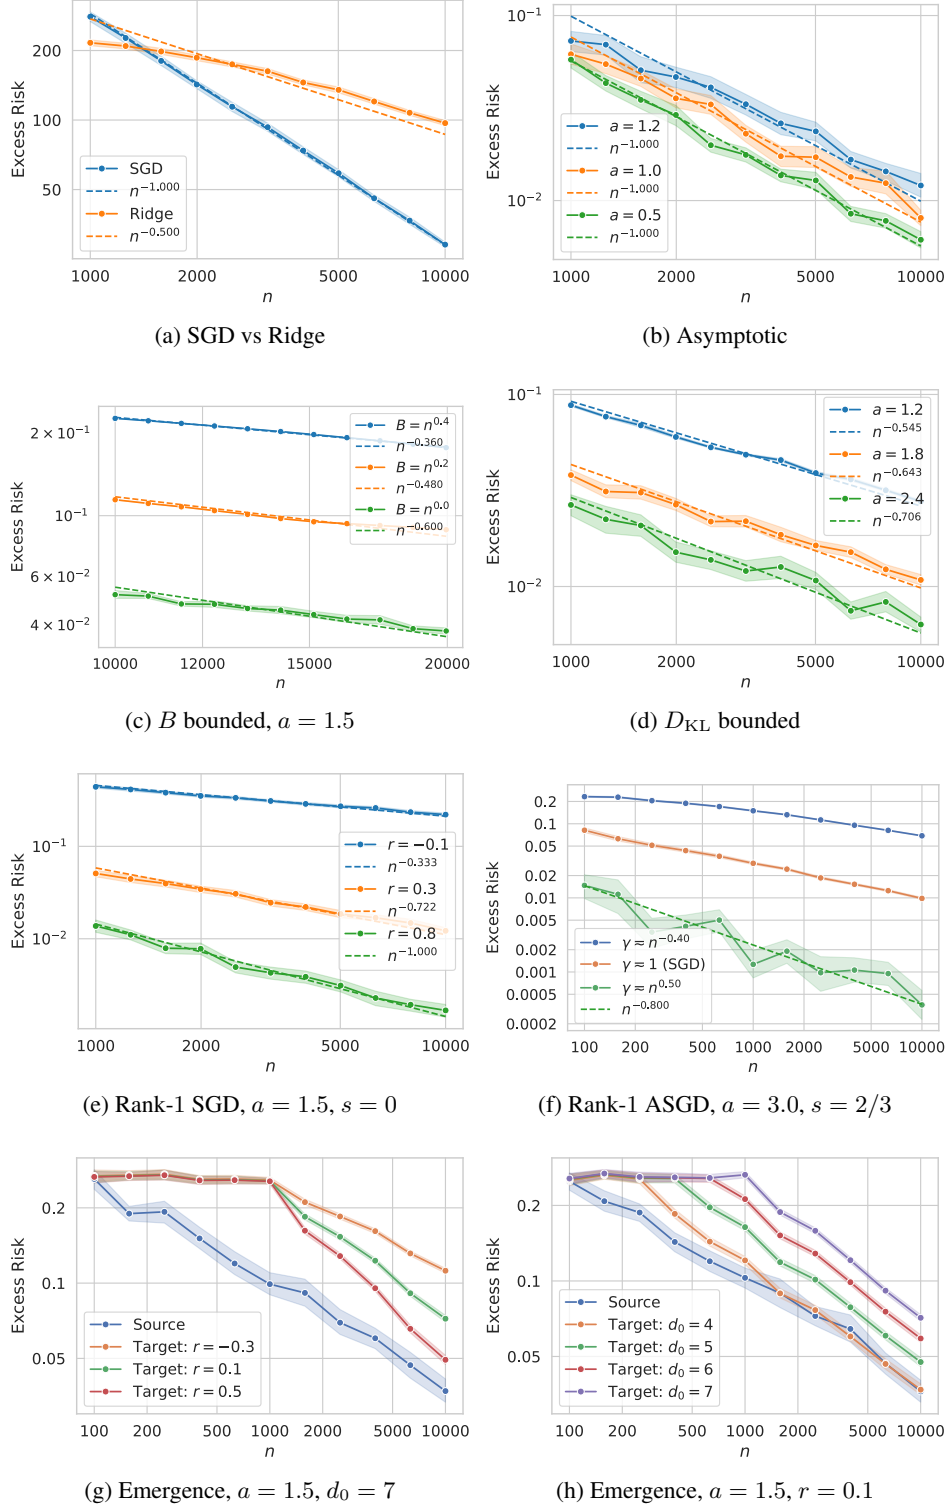 200
100
50
Excess Risk
SGD
n^{-1.000}
Ridge
n^{-0.500}
1000 2000 5000 10000
n
(a) SGD vs Ridge
10^{-1}
10^{-2}
Excess Risk
a = 1.2
n^{-1.000}
a = 1.0
n^{-1.000}
a = 0.5
n^{-1.000}
1000 2000 5000 10000
n
(b) Asymptotic
2 × 10^{-1}
10^{-1}
6 × 10^{-2}
4 × 10^{-2}
Excess Risk
B = n^{0.4}
n^{-0.360}
B = n^{0.2}
n^{-0.480}
B = n^{0.0}
n^{-0.600}
10000 12000 15000 20000
n
(c) B bounded, a = 1.5
10^{-1}
10^{-2}
Excess Risk
a = 1.2
n^{-0.545}
a = 1.8
n^{-0.643}
a = 2.4
n^{-0.706}
1000 2000 5000 10000
n
(d) D_{KL} bounded
10^{-1}
10^{-2}
Excess Risk
r = −0.1
n^{-0.333}
r = 0.3
n^{-0.722}
r = 0.8
n^{-1.000}
1000 2000 5000 10000
n
(e) Rank-1 SGD, a = 1.5, s = 0
0.2
0.1
0.05
0.02
0.01
0.005
0.002
0.001
0.0005
0.0002
Excess Risk
γ ≈ n^{-0.40}
γ ≈ 1 (SGD)
γ ≈ n^{0.50}
n^{-0.800}
100 200 500 1000 2000 5000 10000
n
(f) Rank-1 ASGD, a = 3.0, s = 2/3
0.2
0.1
0.05
Excess Risk
Source
Target: r = −0.3
Target: r = 0.1
Target: r = 0.5
100 200 500 1000 2000 5000 10000
n
(g) Emergence, a = 1.5, d_0 = 7
0.2
0.1
0.05
Excess Risk
Source
Target: d_0 = 4
Target: d_0 = 5
Target: d_0 = 6
Target: d_0 = 7
100 200 500 1000 2000 5000 10000
n
(h) Emergence, a = 1.5, r = 0.1